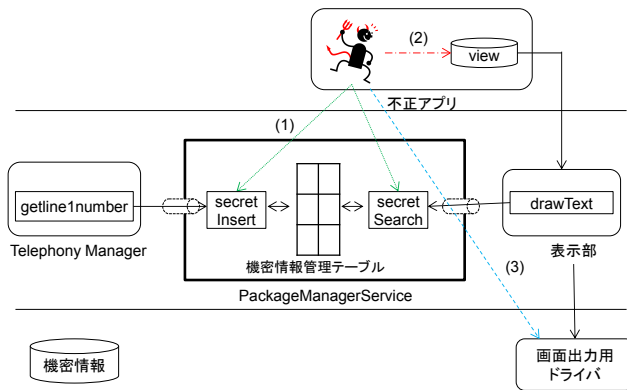 (2)
view
不正アプリ
(1)
getline1number
secret
Insert
secret
Search
drawText
Telephony Manager
機密情報管理テーブル
表示部
(3)
PackageManagerService
機密情報
画面出力用
ドライバ